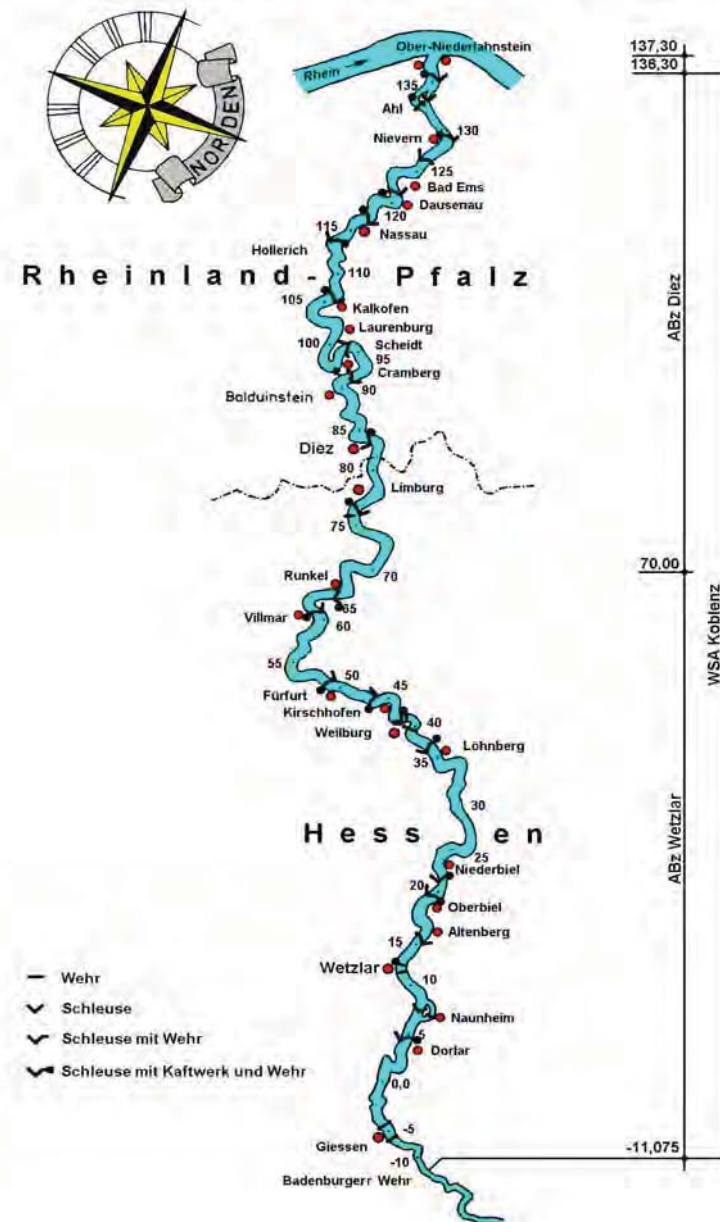 NORDEN
Ober-Niederlahnstein
Rhein
137,30
136,30
135
Ahl
Nievern
130
125
Bad Ems
120
Dausenau
115
Nassau
Hollerich
110
Rheinland-Pfalz
105
Kalkofen
Laurenburg
100
Scheidt
95
Cramberg
90
Balduinstein
85
Diez
80
Limburg
75
ABz Diez
70,00
70
Runkel
65
Villmar
60
55
50
Fürfurt
45
Kirschhofen
40
Weilburg
35
Löhnberg
WSA Koblenz
30
Hessen
25
Niederbiel
20
Oberbiel
Altenberg
15
Wetzlar
10
Naunheim
5
Dorlar
0,0
ABz Wetzlar
-5
Giessen
-10
-11,075
Badenburgerr Wehr
Wehr
Schleuse
Schleuse mit Wehr
Schleuse mit Kaftwerk und Wehr